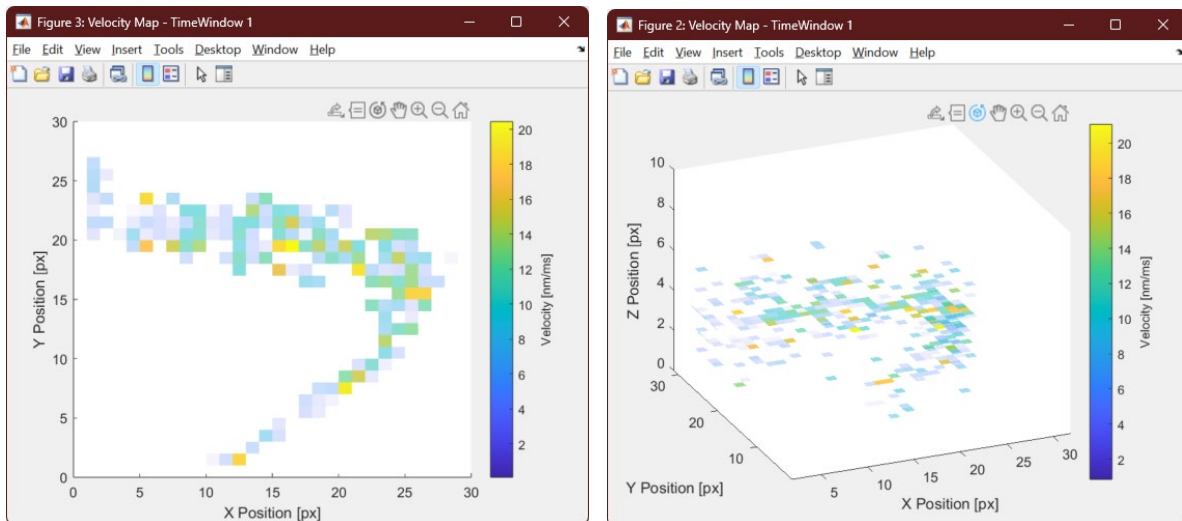 Figure 3: Velocity Map - TimeWindow 1
File Edit View Insert Tools Desktop Window Help
30
25
20
15
10
5
0
Y Position [px]
0 5 10 15 20 25 30
X Position [px]
20
18
16
14
12
10
8
6
4
2
Velocity [nm/ms]
Figure 2: Velocity Map - TimeWindow 1
File Edit View Insert Tools Desktop Window Help
10
8
6
4
2
0
Z Position [px]
30
20
10
Y Position [px]
5 10 15 20 25 30
X Position [px]
20
18
16
14
12
10
8
6
4
2
Velocity [nm/ms]